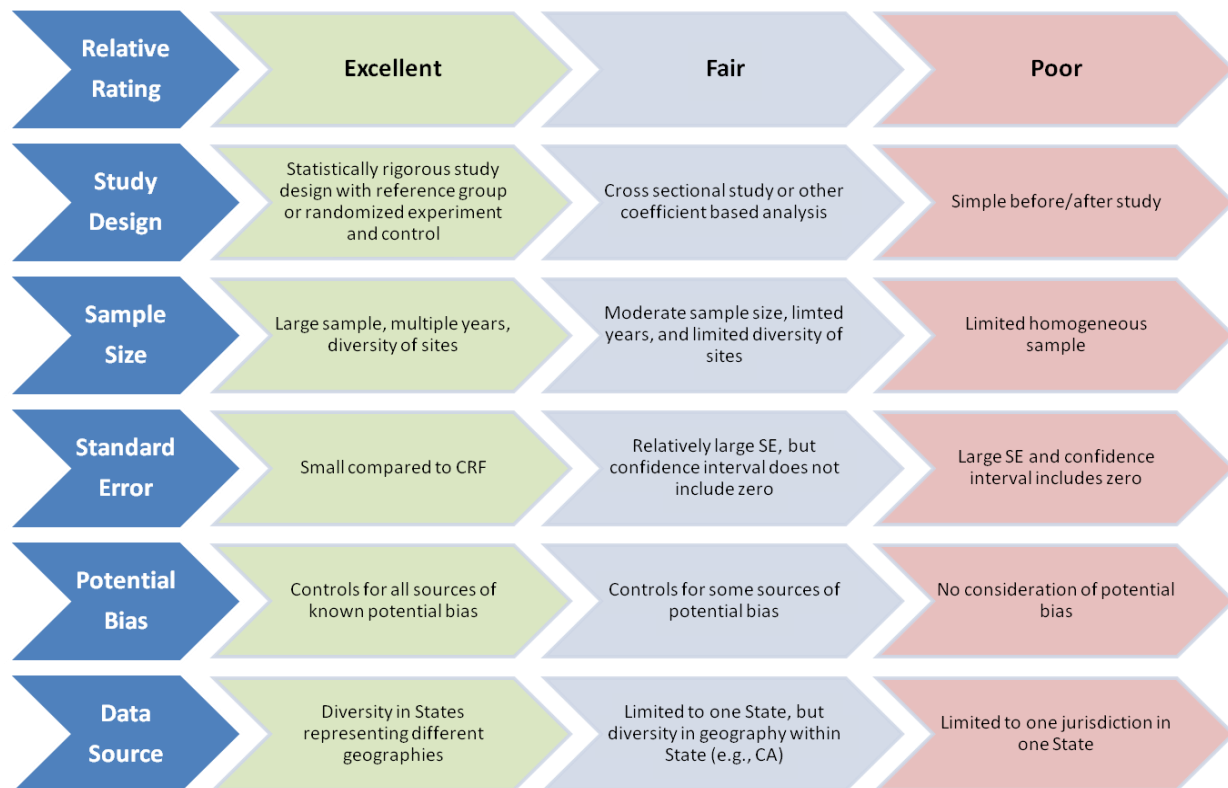 Relative
Rating
Excellent
Fair
Poor
Study
Design
Statistically rigorous study
design with reference group
or randomized experiment
and control
Cross sectional study or other
coefficient based analysis
Simple before/after study
Sample
Size
Large sample, multiple years,
diversity of sites
Moderate sample size, limted
years, and limited diversity of
sites
Limited homogeneous
sample
Standard
Error
Small compared to CRF
Relatively large SE, but
confidence interval does not
include zero
Large SE and confidence
interval includes zero
Potential
Bias
Controls for all sources of
known potential bias
Controls for some sources of
potential bias
No consideration of potential
bias
Data
Source
Diversity in States
representing different
geographies
Limited to one State, but
diversity in geography within
State (e.g., CA)
Limited to one jurisdiction in
one State